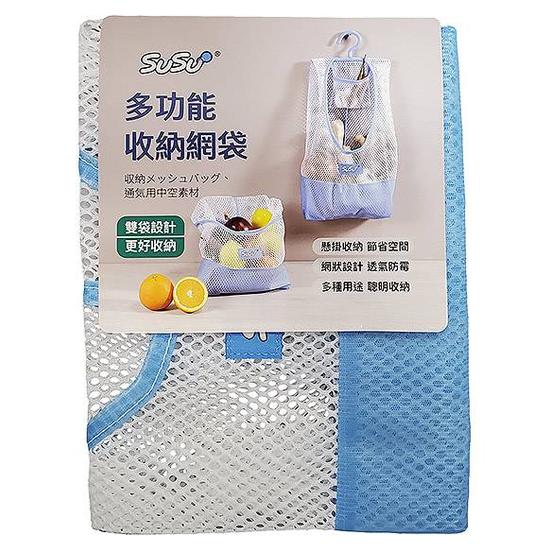 SuSu®
多功能
收納網袋
収納メッシュバッグ、
通気用中空素材
雙袋設計
更好收納
懸掛收納 節省空間
網狀設計 透氣防霉
多種用途 聰明收納